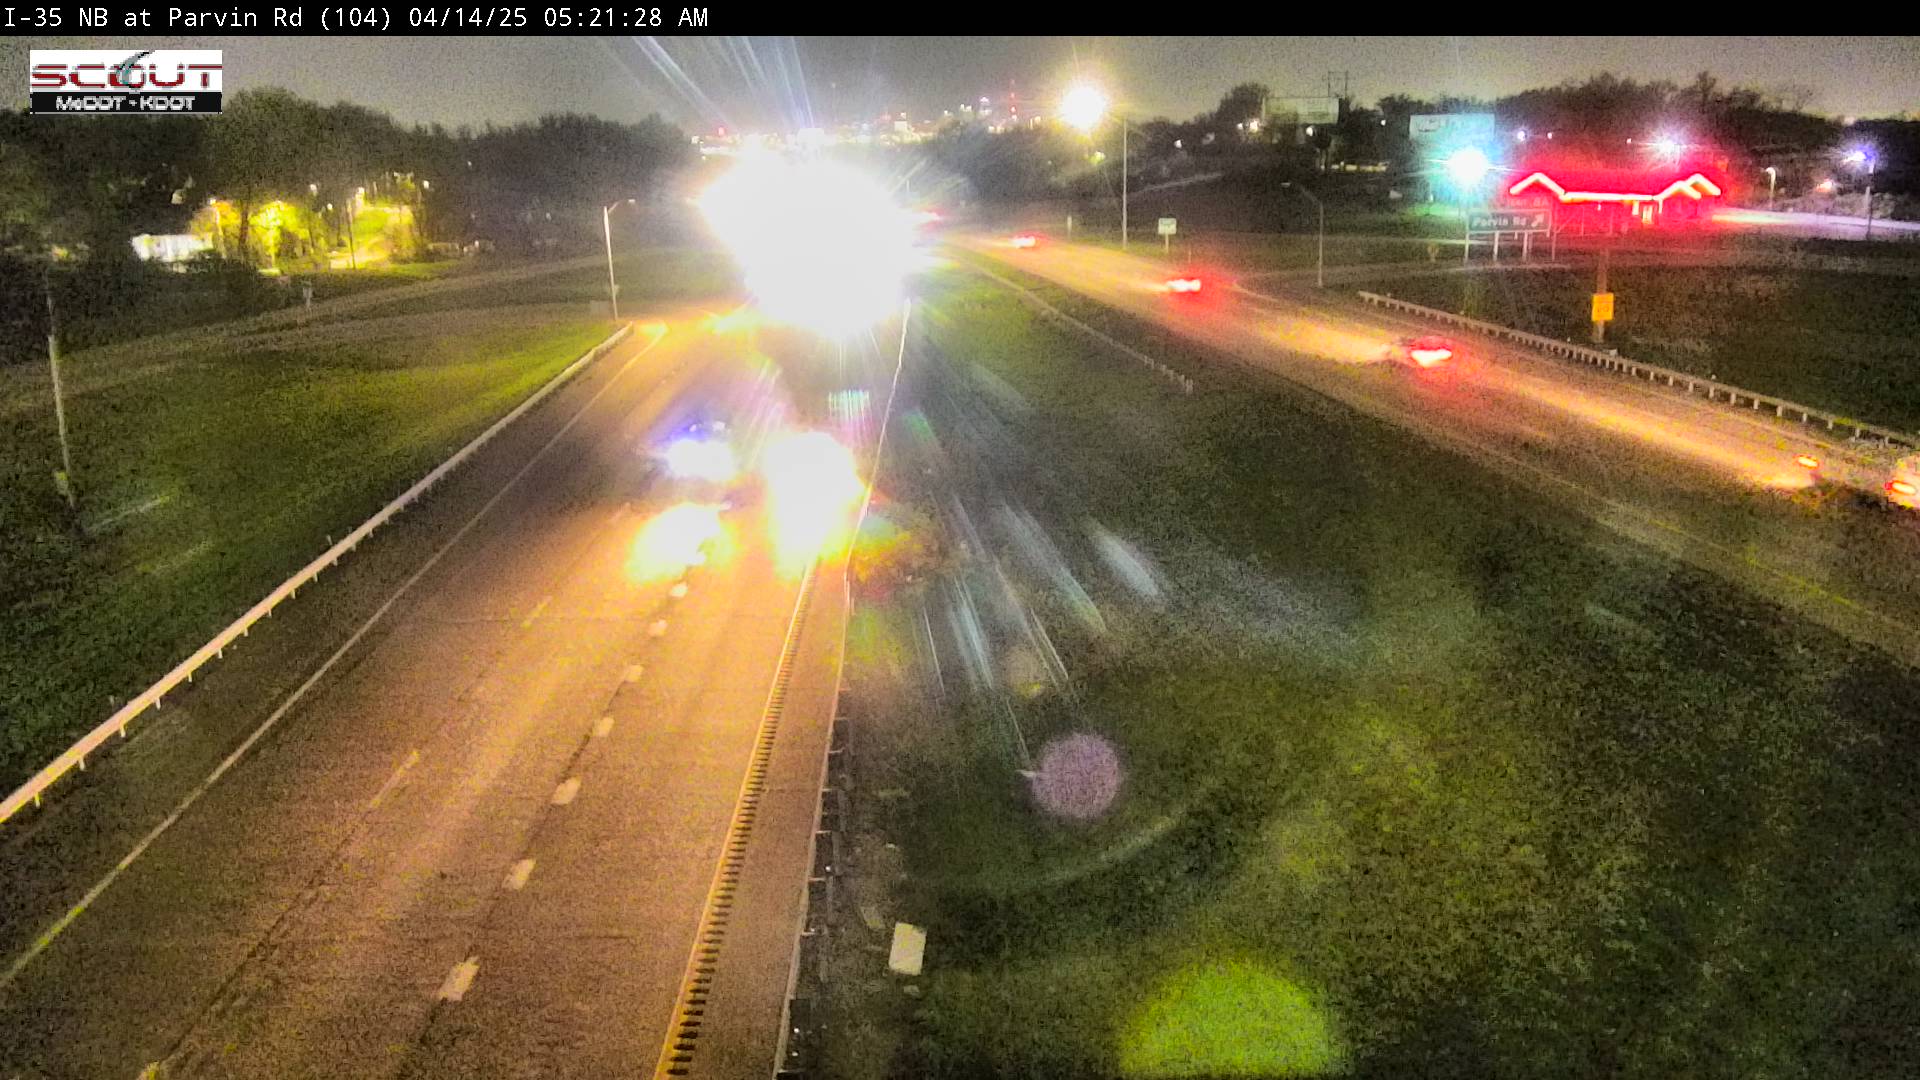 I-35 NB at Parvin Rd (104) 04/14/25 05:21:28 AM
SCOUT
MoDOT - KDOT
Parvin Rd